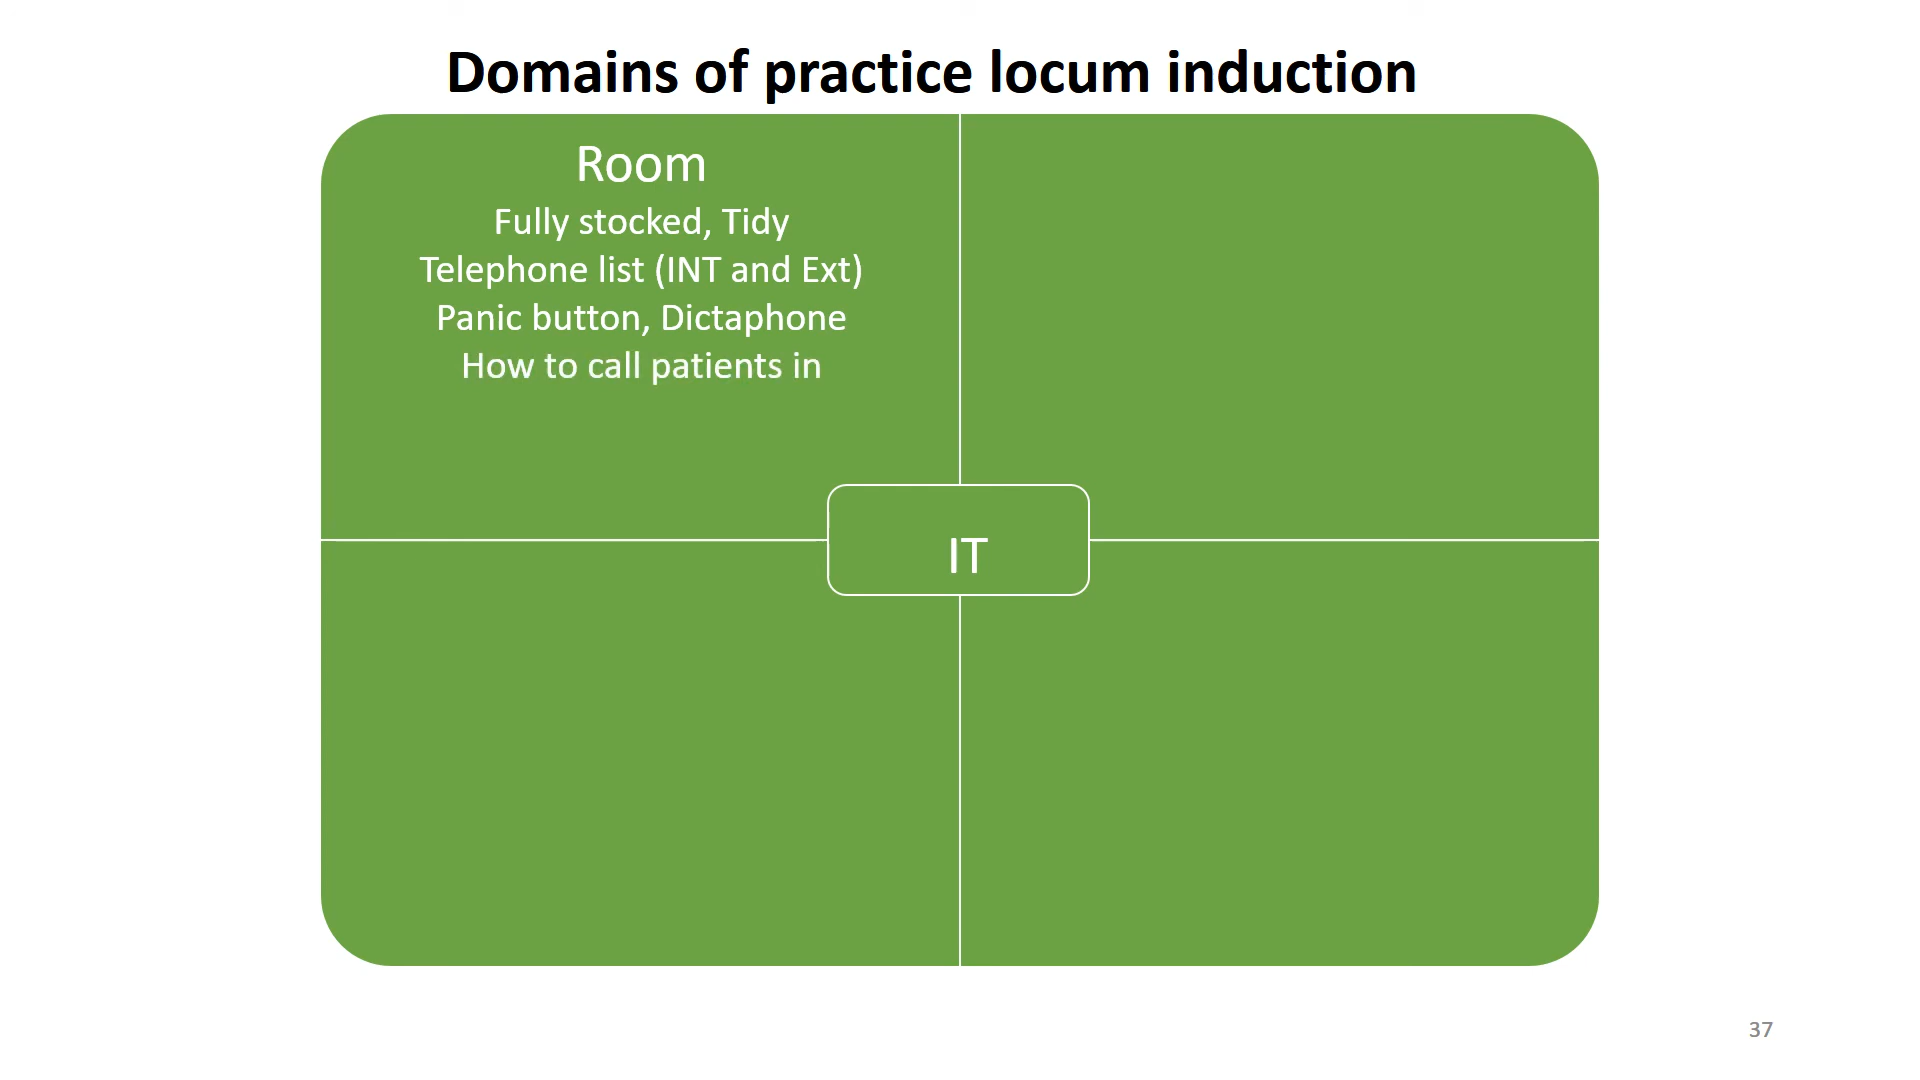 Domains of practice locum induction
Room
Fully stocked, Tidy
Telephone list (INT and Ext)
Panic button, Dictaphone
How to call patients in
IT
37